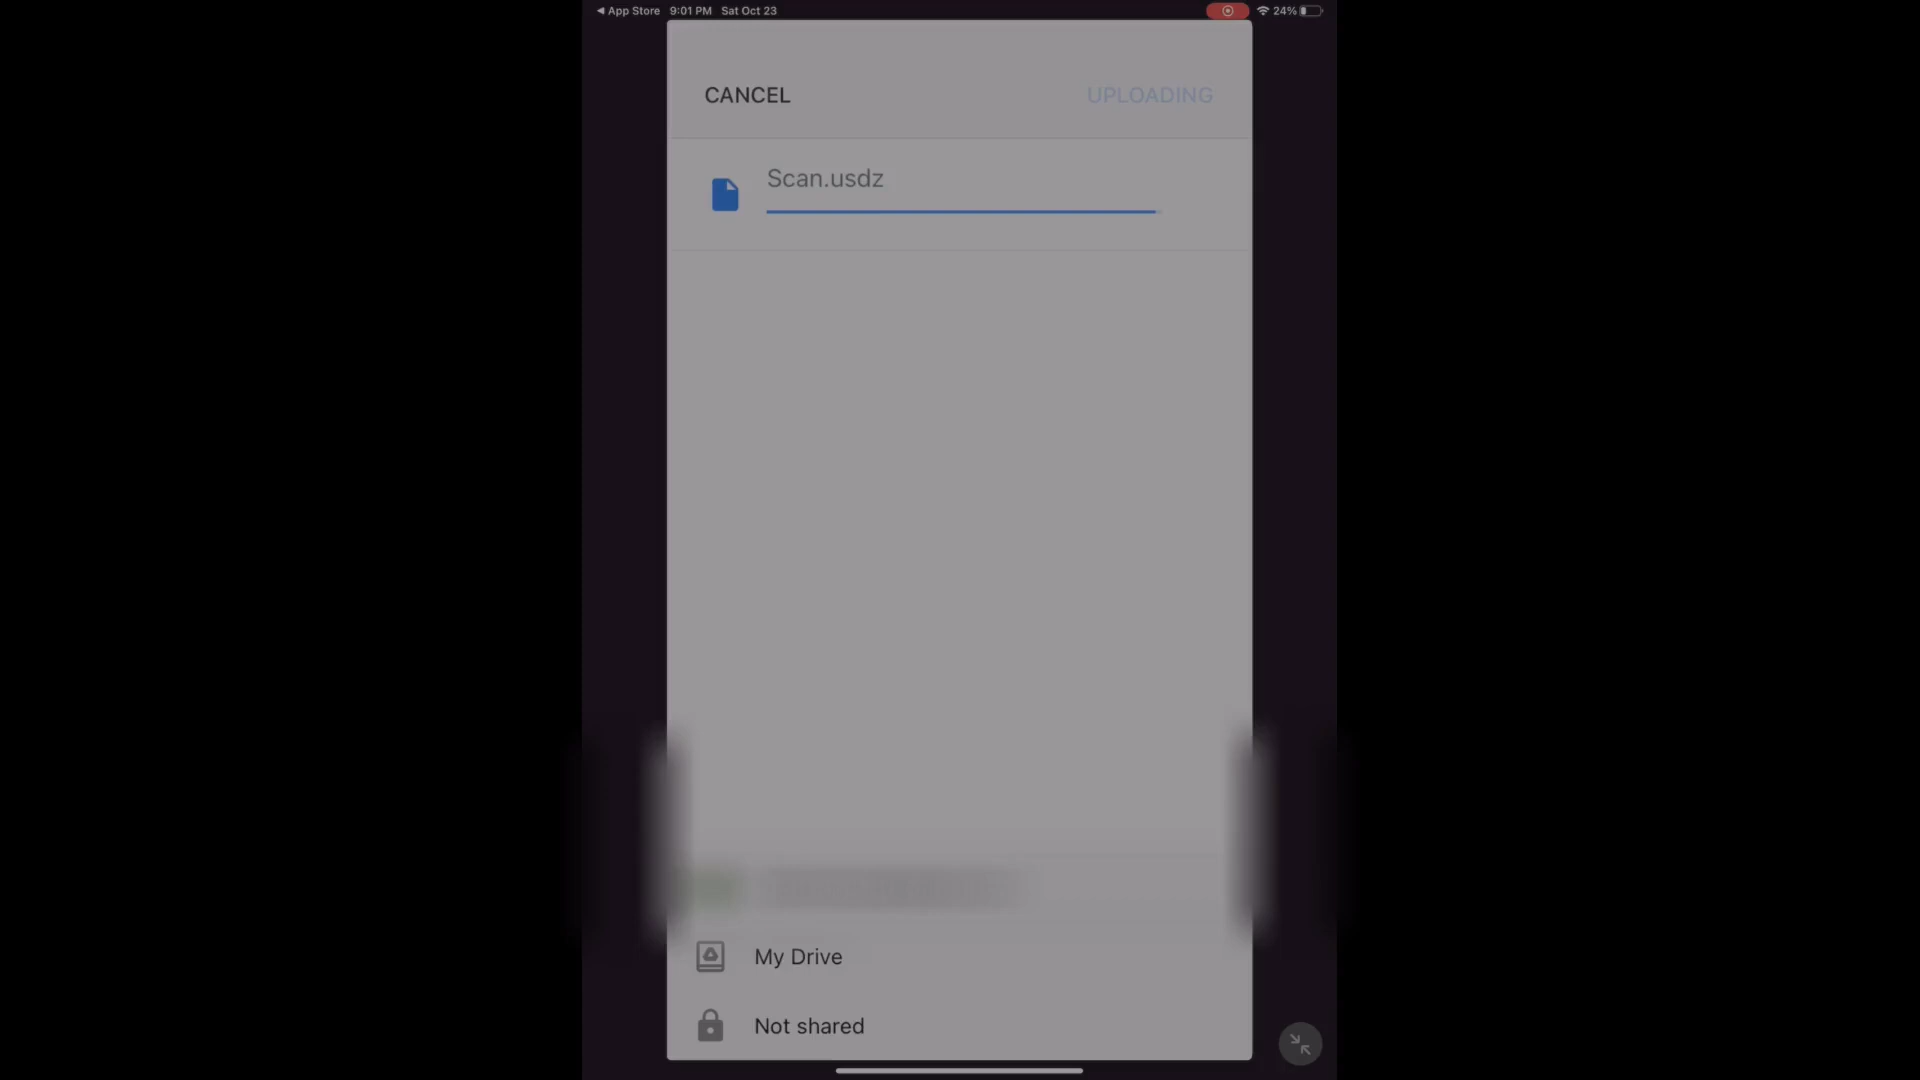 ◀ App Store 9:01 PM Sat Oct 23 24%
CANCEL UPLOADING
Scan.usdz
My Drive
Not shared